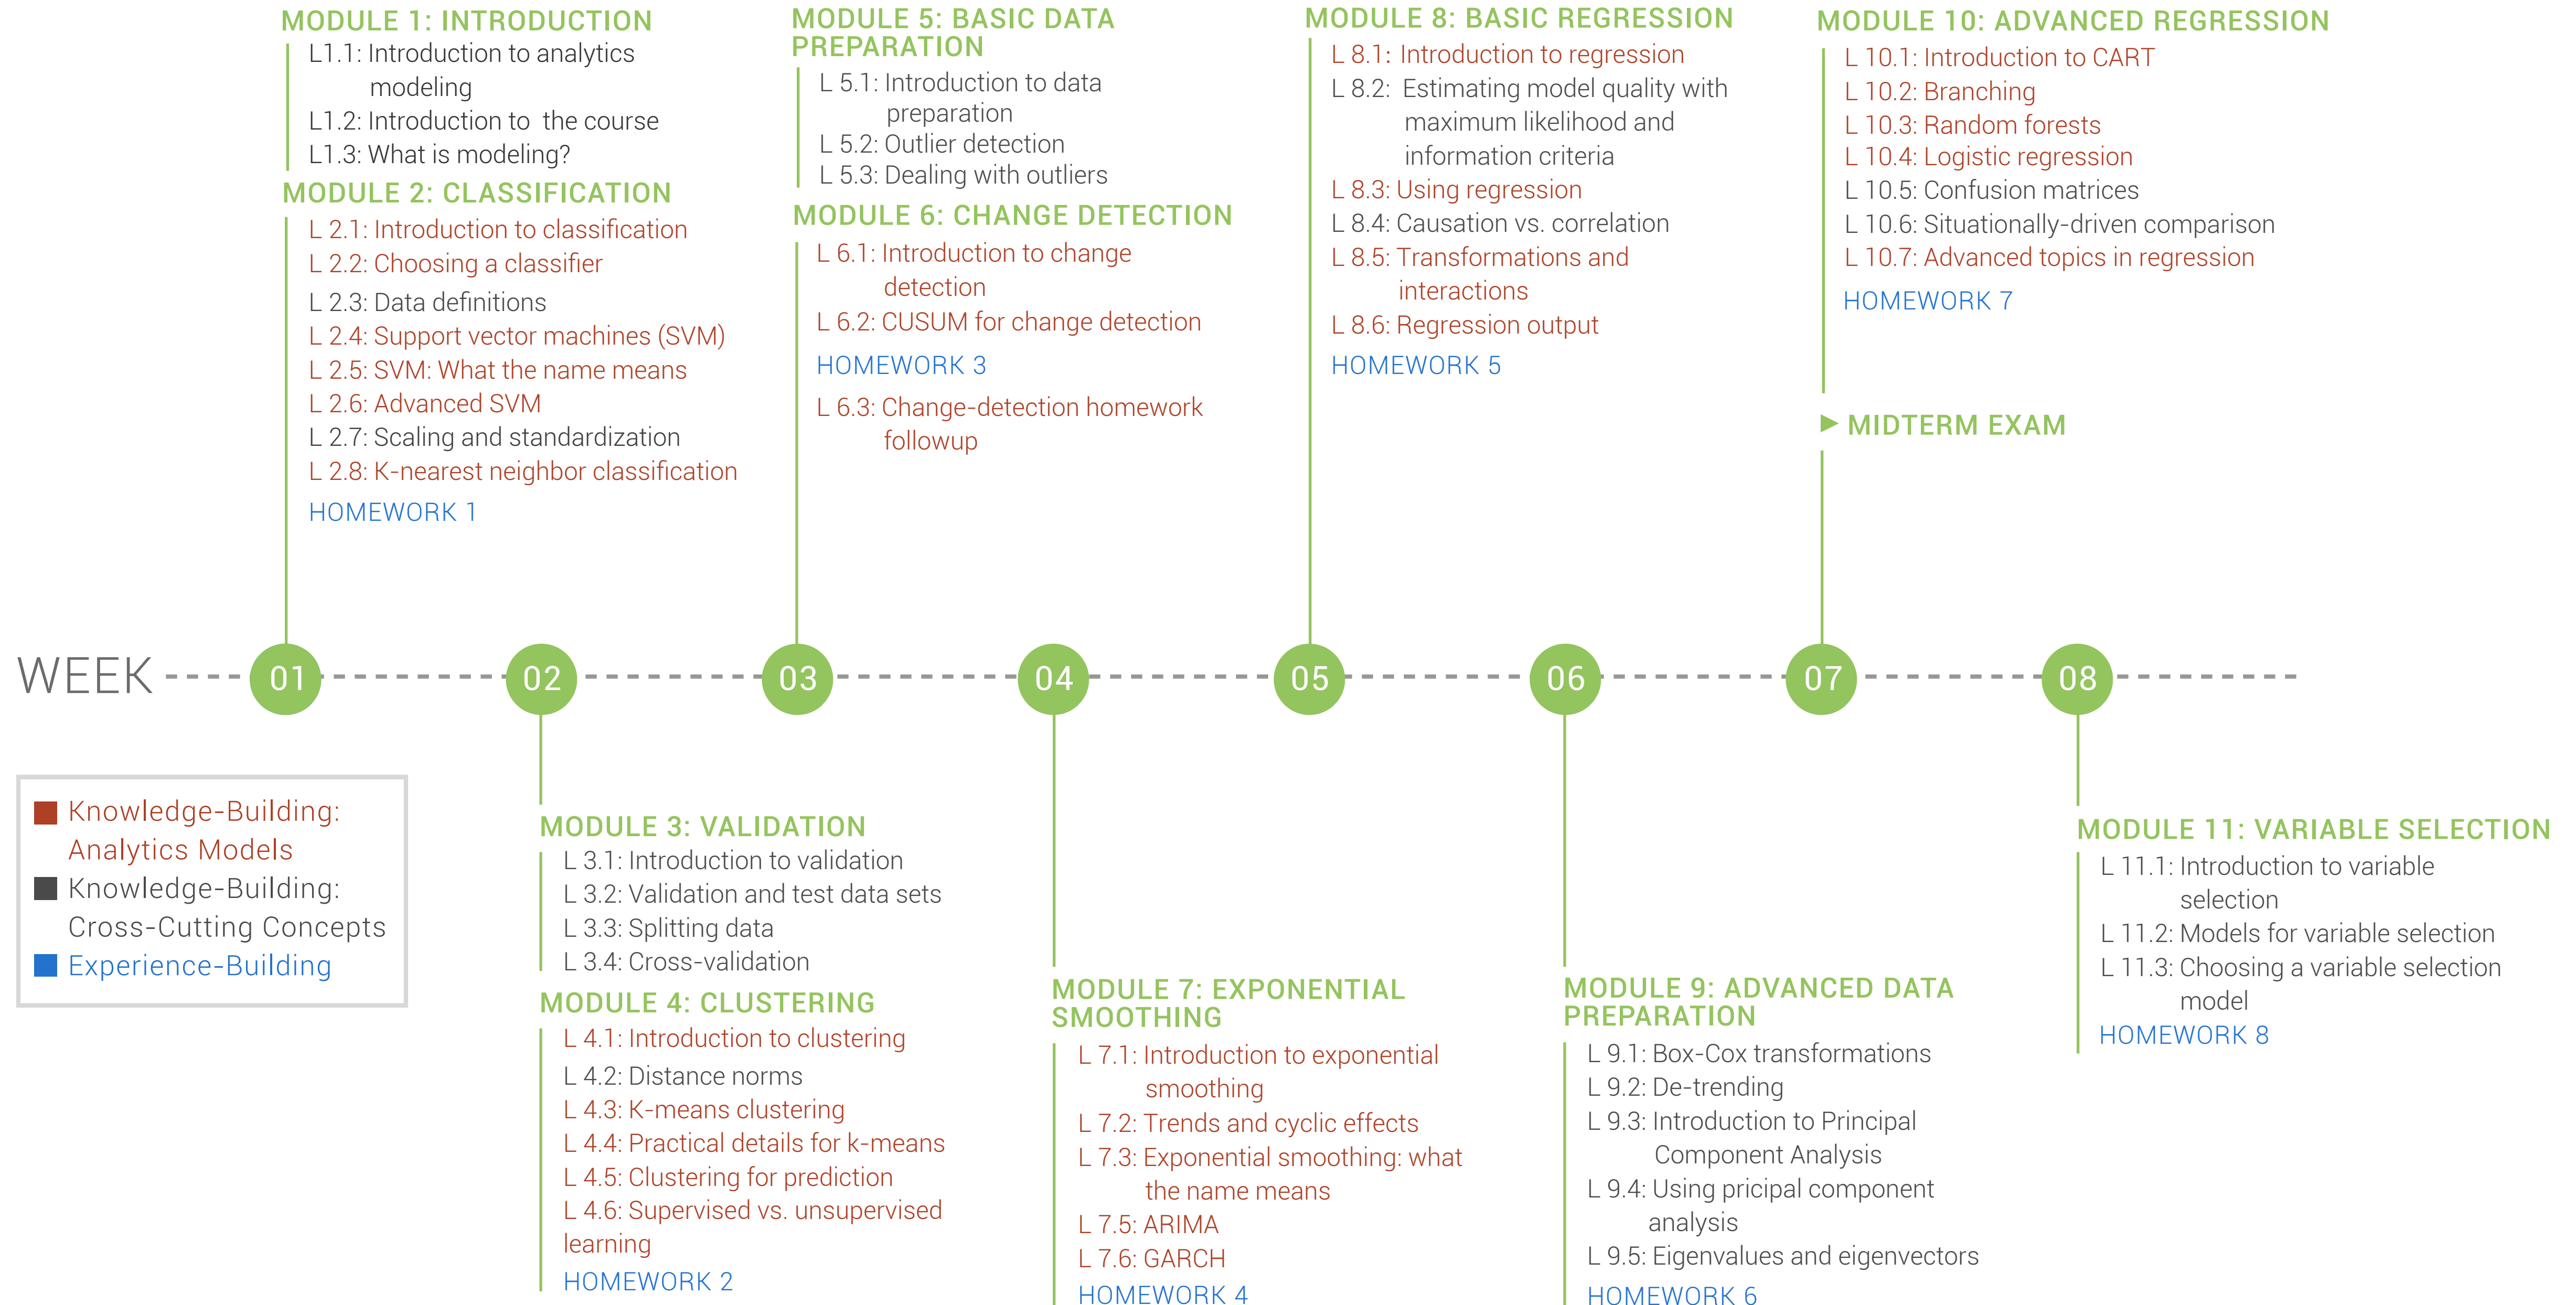 MODULE 1: INTRODUCTION
L1.1: Introduction to analytics
modeling
L1.2: Introduction to the course
L1.3: What is modeling?
MODULE 2: CLASSIFICATION
L 2.1: Introduction to classification
L 2.2: Choosing a classifier
L 2.3: Data definitions
L 2.4: Support vector machines (SVM)
L 2.5: SVM: What the name means
L 2.6: Advanced SVM
L 2.7: Scaling and standardization
L 2.8: K-nearest neighbor classification
HOMEWORK 1
MODULE 5: BASIC DATA
PREPARATION
L 5.1: Introduction to data
preparation
L 5.2: Outlier detection
L 5.3: Dealing with outliers
MODULE 6: CHANGE DETECTION
L 6.1: Introduction to change
detection
L 6.2: CUSUM for change detection
HOMEWORK 3
L 6.3: Change-detection homework
followup
MODULE 8: BASIC REGRESSION
L 8.1: Introduction to regression
L 8.2: Estimating model quality with
maximum likelihood and
information criteria
L 8.3: Using regression
L 8.4: Causation vs. correlation
L 8.5: Transformations and
interactions
L 8.6: Regression output
HOMEWORK 5
MODULE 10: ADVANCED REGRESSION
L 10.1: Introduction to CART
L 10.2: Branching
L 10.3: Random forests
L 10.4: Logistic regression
L 10.5: Confusion matrices
L 10.6: Situationally-driven comparison
L 10.7: Advanced topics in regression
HOMEWORK 7
MIDTERM EXAM
WEEK 01 02 03 04 05 06 07 08
Knowledge-Building:
Analytics Models
Knowledge-Building:
Cross-Cutting Concepts
Experience-Building
MODULE 3: VALIDATION
L 3.1: Introduction to validation
L 3.2: Validation and test data sets
L 3.3: Splitting data
L 3.4: Cross-validation
MODULE 4: CLUSTERING
L 4.1: Introduction to clustering
L 4.2: Distance norms
L 4.3: K-means clustering
L 4.4: Practical details for k-means
L 4.5: Clustering for prediction
L 4.6: Supervised vs. unsupervised
learning
HOMEWORK 2
MODULE 7: EXPONENTIAL
SMOOTHING
L 7.1: Introduction to exponential
smoothing
L 7.2: Trends and cyclic effects
L 7.3: Exponential smoothing: what
the name means
L 7.5: ARIMA
L 7.6: GARCH
HOMEWORK 4
MODULE 9: ADVANCED DATA
PREPARATION
L 9.1: Box-Cox transformations
L 9.2: De-trending
L 9.3: Introduction to Principal
Component Analysis
L 9.4: Using pricipal component
analysis
L 9.5: Eigenvalues and eigenvectors
HOMEWORK 6
MODULE 11: VARIABLE SELECTION
L 11.1: Introduction to variable
selection
L 11.2: Models for variable selection
L 11.3: Choosing a variable selection
model
HOMEWORK 8